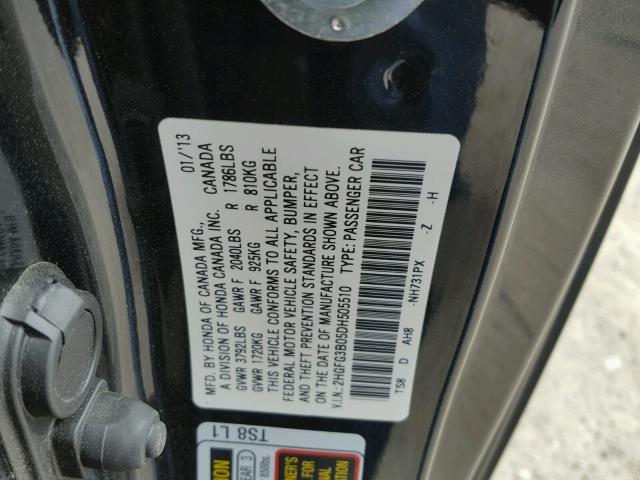 MFD. BY HONDA OF CANADA MFG., 01/'13
A DIVISION OF HONDA CANADA INC. CANADA
GVWR 3792LBS GAWR F 2040LBS R 1786LBS
GVWR 1720KG GAWR F 925KG R 810KG
THIS VEHICLE CONFORMS TO ALL APPLICABLE
FEDERAL MOTOR VEHICLE SAFETY, BUMPER,
AND THEFT PREVENTION STANDARDS IN EFFECT
ON THE DATE OF MANUFACTURE SHOWN ABOVE.
V.I.N.:2HGFG3B05DH505510 TYPE:PASSENGER CAR
-NH731PX -Z -H
TS8 D AH8
TS8 L1
850lbs.
FOR